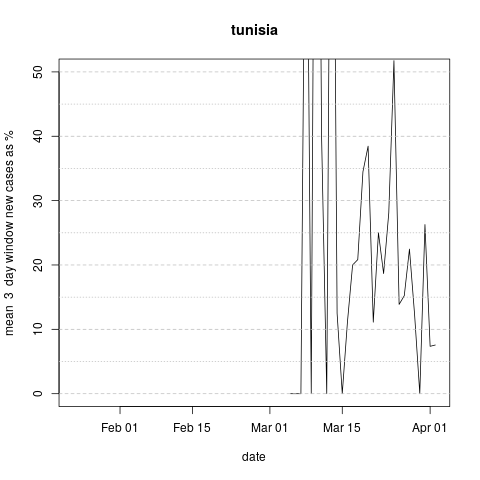 tunisia
mean 3 day window new cases as %
50
40
30
20
10
0
Feb 01
Feb 15
Mar 01
Mar 15
Apr 01
date